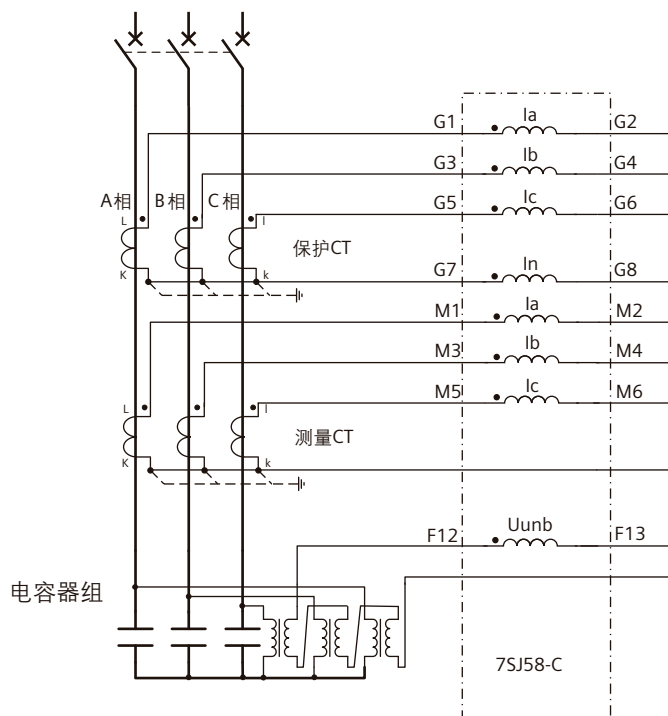 G1 Ia G2
G3 Ib G4
A相 B相 C相 G5 Ic G6
L l
保护CT
K k G7 In G8
M1 Ia M2
M3 Ib M4
M5 Ic M6
L l
测量CT
K k
F12 Uunb F13
电容器组
7SJ58-C